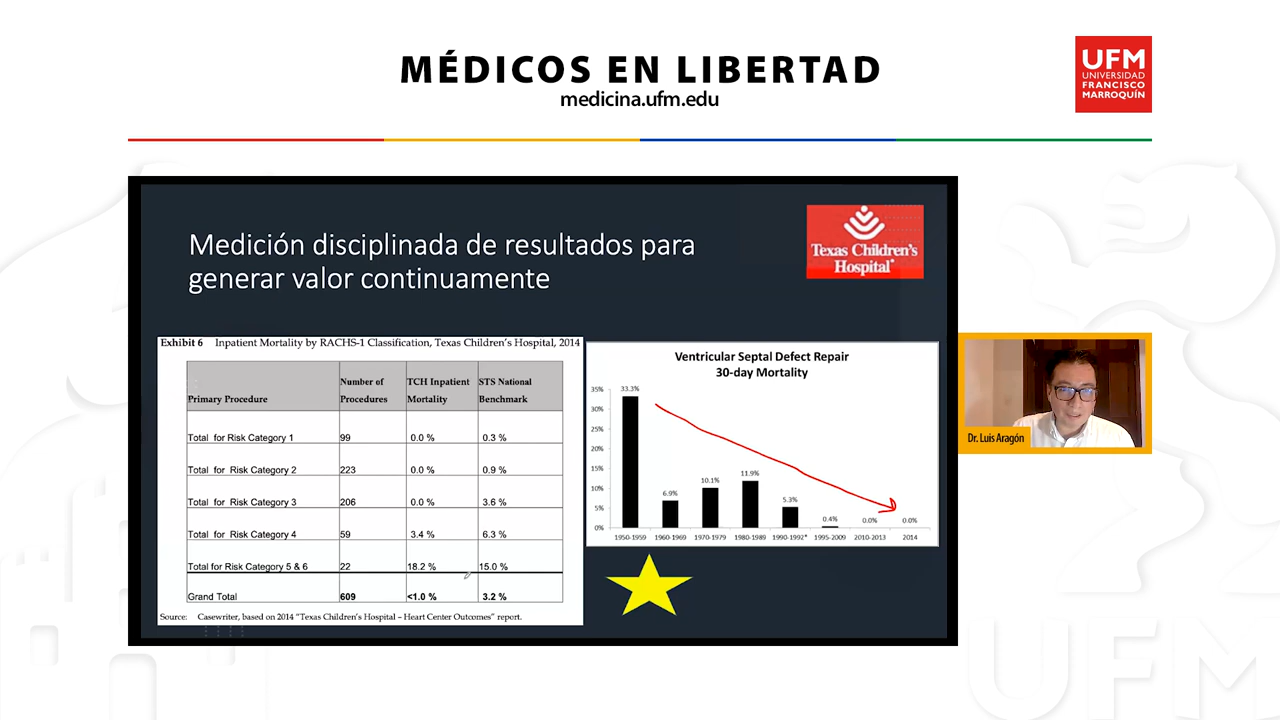 MÉDICOS EN LIBERTAD
medicina.ufm.edu
UFM
UNIVERSIDAD
FRANCISCO
MARROQUÍN
Medición disciplinada de resultados para
generar valor continuamente
Texas Children's
Hospital®
Exhibit 6 Inpatient Mortality by RACHS-1 Classification, Texas Children's Hospital, 2014
Primary Procedure Number of Procedures TCH Inpatient Mortality STS National Benchmark
Total for Risk Category 1 99 0.0 % 0.3 %
Total for Risk Category 2 223 0.0 % 0.9 %
Total for Risk Category 3 206 0.0 % 3.6 %
Total for Risk Category 4 59 3.4 % 6.3 %
Total for Risk Category 5 & 6 22 18.2 % 15.0 %
Grand Total 609 <1.0 % 3.2 %
Source: Casewriter, based on 2014 "Texas Children's Hospital – Heart Center Outcomes" report.
Ventricular Septal Defect Repair
30-day Mortality
35%
30%
25%
20%
15%
10%
5%
0%
33.3% 6.9% 10.1% 11.9% 5.3% 0.4% 0.0% 0.0%
1950-1959 1960-1969 1970-1979 1980-1989 1990-1992* 1995-2009 2010-2013 2014
Dr. Luis Aragón
UFM